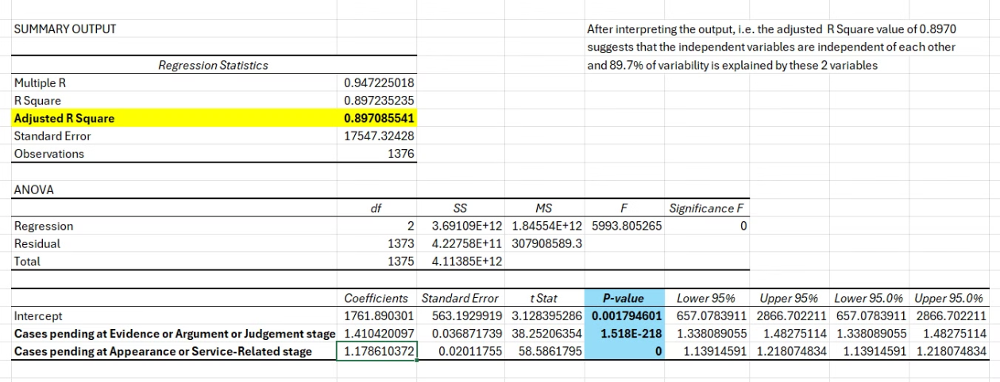 SUMMARY OUTPUT
After interpreting the output, i.e. the adjusted R Square value of 0.8970
suggests that the independent variables are independent of each other
and 89.7% of variability is explained by these 2 variables
Regression Statistics
Multiple R 0.947225018
R Square 0.897235235
Adjusted R Square 0.897085541
Standard Error 17547.32428
Observations 1376
ANOVA
df SS MS F Significance F
Regression 2 3.69109E+12 1.84554E+12 5993.805265 0
Residual 1373 4.22758E+11 307908589.3
Total 1375 4.11385E+12
Coefficients Standard Error t Stat P-value Lower 95% Upper 95% Lower 95.0% Upper 95.0%
Intercept 1761.890301 563.1929919 3.128395286 0.001794601 657.0783911 2866.702211 657.0783911 2866.702211
Cases pending at Evidence or Argument or Judgement stage 1.410420097 0.036871739 38.25206354 1.518E-218 1.338089055 1.48275114 1.338089055 1.48275114
Cases pending at Appearance or Service-Related stage 1.178610372 0.02011755 58.5861795 0 1.13914591 1.218074834 1.13914591 1.218074834